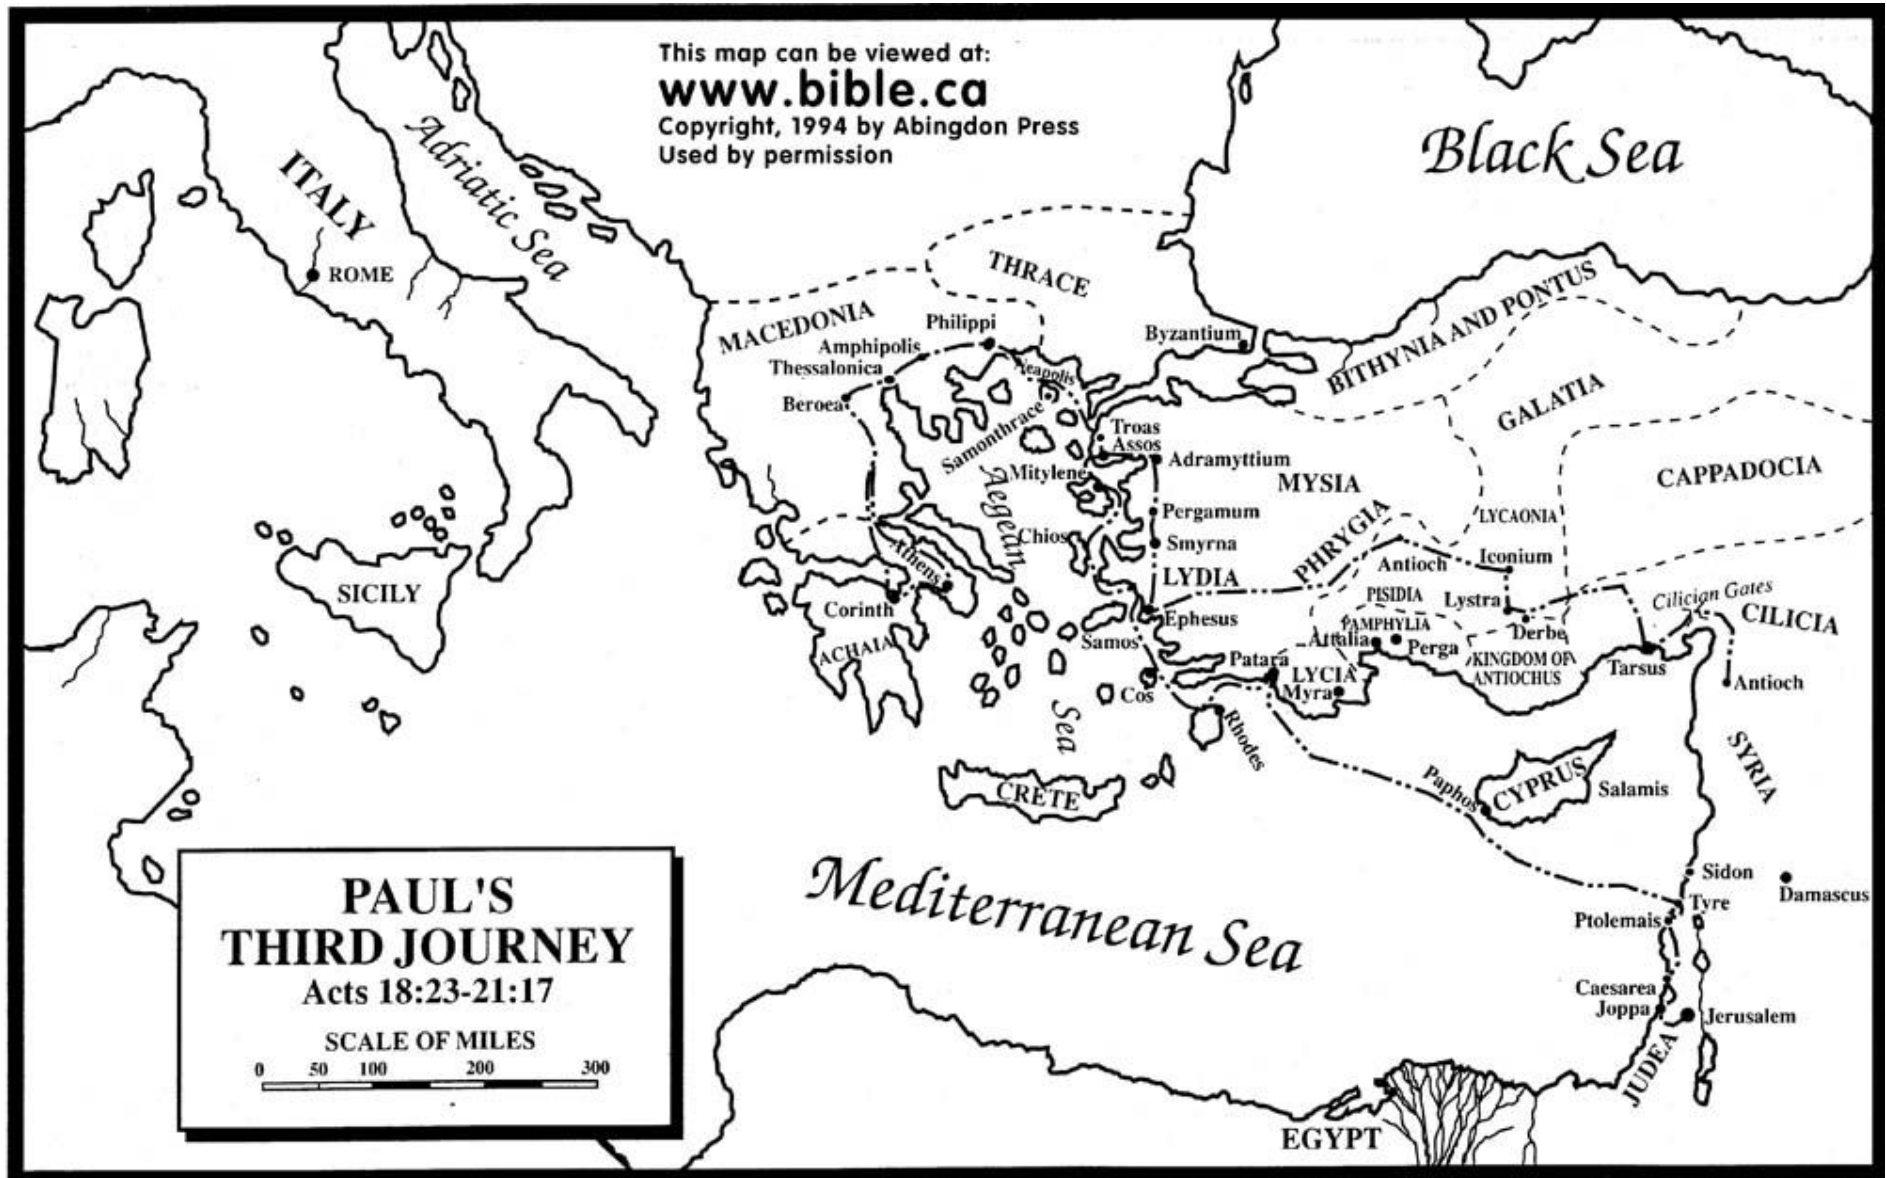 This map can be viewed at:
www.bible.ca
Copyright, 1994 by Abingdon Press
Used by permission
Black Sea
Adriatic Sea
ITALY
ROME
THRACE
MACEDONIA
Philippi
Amphipolis
Thessalonica
Neapolis
Beroea
Byzantium
BITHYNIA AND PONTUS
GALATIA
CAPPADOCIA
Samonthrace
Troas
Assos
Mitylene
Adramyttium
MYSIA
Aegean
Sea
Pergamum
LYCAONIA
Chios
Smyrna
PHRYGIA
Athens
Antioch
Iconium
LYDIA
SICILY
PISIDIA
Lystra
Cilician Gates
CILICIA
Corinth
Ephesus
PAMPHYLIA
Derbe
Samos
Attalia
Perga
ACHAIA
Patara
LYCIA
KINGDOM OF
ANTIOCHUS
Tarsus
Cos
Myra
Antioch
Rhodes
SYRIA
CRETE
Paphos
CYPRUS
Salamis
Mediterranean Sea
Sidon
Damascus
Tyre
Ptolemais
Caesarea
Joppa
Jerusalem
JUDEA
EGYPT
PAUL'S
THIRD JOURNEY
Acts 18:23-21:17
SCALE OF MILES
0 50 100 200 300